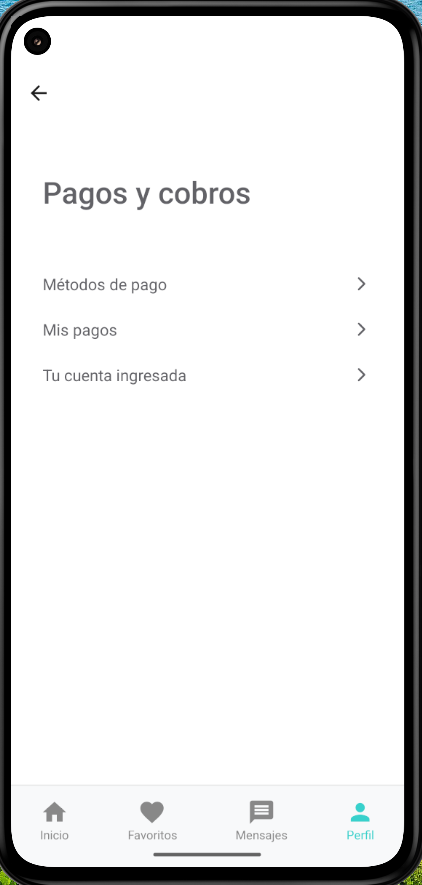 Pagos y cobros
Métodos de pago
Mis pagos
Tu cuenta ingresada
Inicio Favoritos Mensajes Perfil